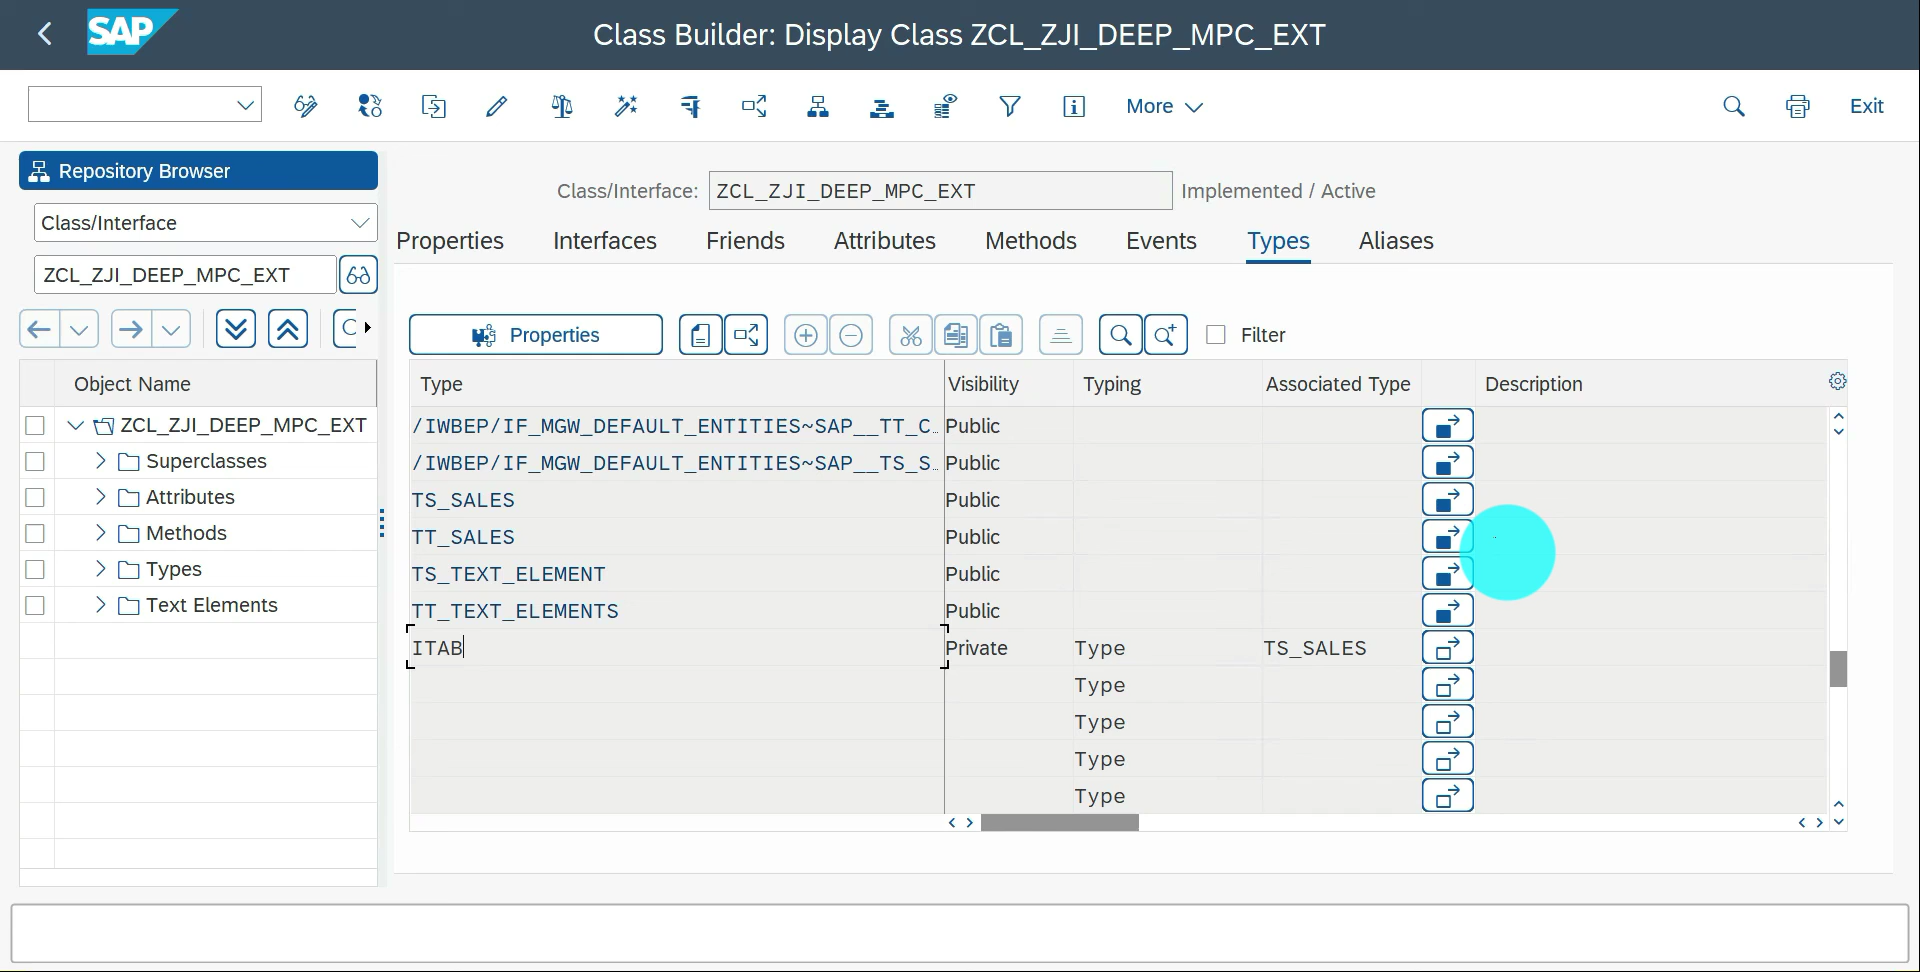 SAP
Class Builder: Display Class ZCL_ZJI_DEEP_MPC_EXT
More
Exit
Repository Browser
Class/Interface
ZCL_ZJI_DEEP_MPC_EXT
Object Name
ZCL_ZJI_DEEP_MPC_EXT
Superclasses
Attributes
Methods
Types
Text Elements
Class/Interface: ZCL_ZJI_DEEP_MPC_EXT Implemented / Active
Properties Interfaces Friends Attributes Methods Events Types Aliases
Properties Filter
Type Visibility Typing Associated Type Description
/IWBEP/IF_MGW_DEFAULT_ENTITIES~SAP__TT_C… Public
/IWBEP/IF_MGW_DEFAULT_ENTITIES~SAP__TS_S… Public
TS_SALES Public
TT_SALES Public
TS_TEXT_ELEMENT Public
TT_TEXT_ELEMENTS Public
ITAB Private Type TS_SALES
Type
Type
Type
Type